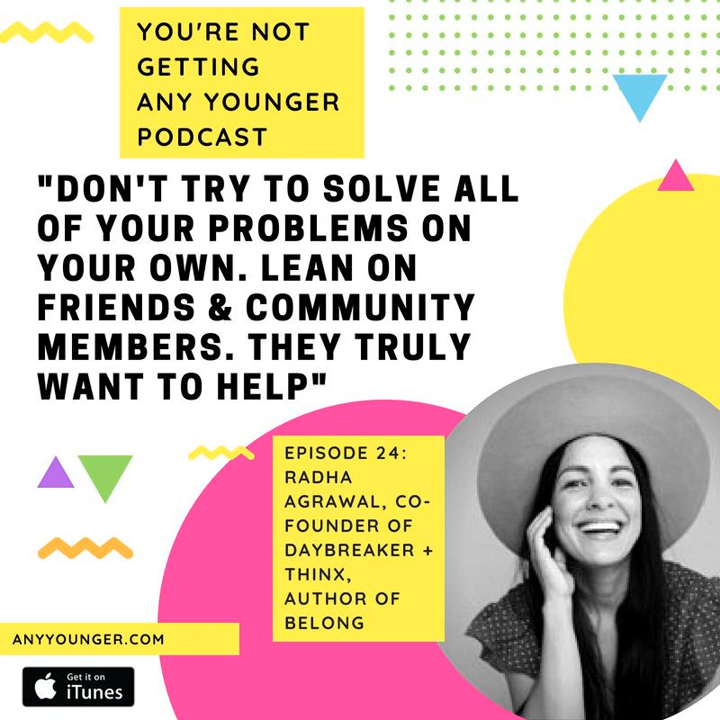 YOU'RE NOT
GETTING
ANY YOUNGER
PODCAST
"DON'T TRY TO SOLVE ALL
OF YOUR PROBLEMS ON
YOUR OWN. LEAN ON
FRIENDS & COMMUNITY
MEMBERS. THEY TRULY
WANT TO HELP"
EPISODE 24:
RADHA
AGRAWAL, CO-
FOUNDER OF
DAYBREAKER +
THINX,
AUTHOR OF
BELONG
ANYYOUNGER.COM
Get it on
iTunes